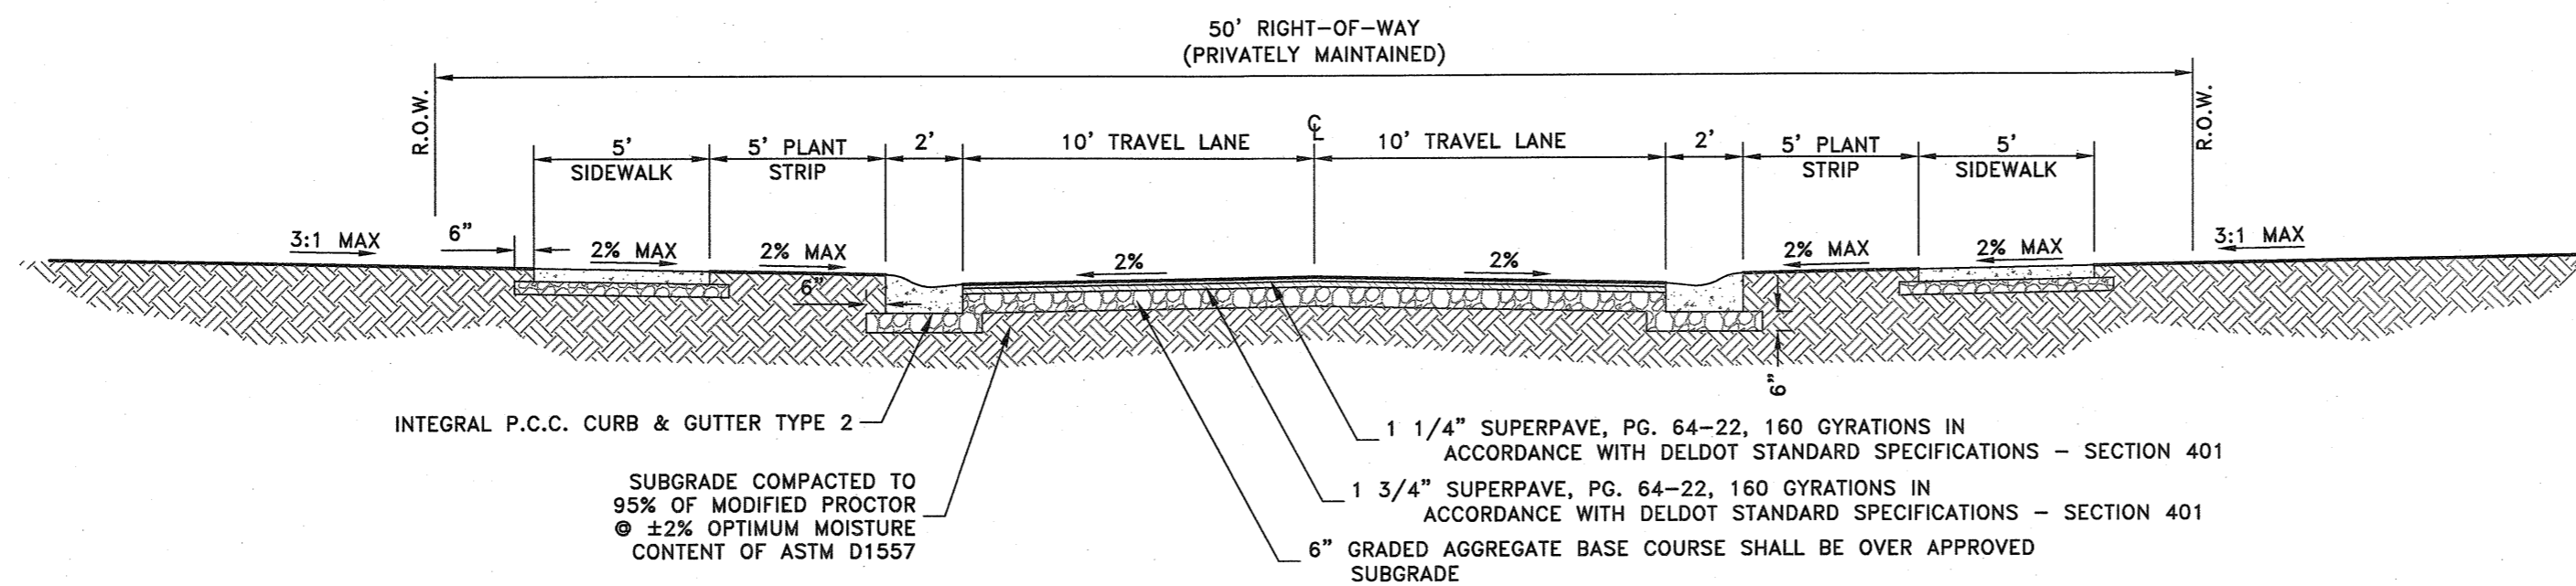 50' RIGHT-OF-WAY
(PRIVATELY MAINTAINED)
R.O.W.
R.O.W.
5'
SIDEWALK
5' PLANT
STRIP
2'
10' TRAVEL LANE
℄
10' TRAVEL LANE
2'
5' PLANT
STRIP
5'
SIDEWALK
3:1 MAX
6"
2% MAX
2% MAX
2%
2%
2% MAX
2% MAX
3:1 MAX
6"
6"
INTEGRAL P.C.C. CURB & GUTTER TYPE 2
SUBGRADE COMPACTED TO
95% OF MODIFIED PROCTOR
@ ±2% OPTIMUM MOISTURE
CONTENT OF ASTM D1557
1 1/4" SUPERPAVE, PG. 64-22, 160 GYRATIONS IN
ACCORDANCE WITH DELDOT STANDARD SPECIFICATIONS - SECTION 401
1 3/4" SUPERPAVE, PG. 64-22, 160 GYRATIONS IN
ACCORDANCE WITH DELDOT STANDARD SPECIFICATIONS - SECTION 401
6" GRADED AGGREGATE BASE COURSE SHALL BE OVER APPROVED
SUBGRADE